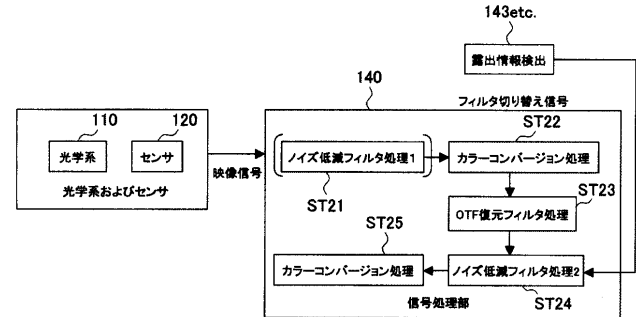 143etc.
露出情報検出
140
フィルタ切り替え信号
110
120
光学系
センサ
光学系およびセンサ
映像信号
ノイズ低減フィルタ処理1
ST21
ST22
カラーコンバージョン処理
ST23
OTF復元フィルタ処理
ST25
カラーコンバージョン処理
ノイズ低減フィルタ処理2
ST24
信号処理部